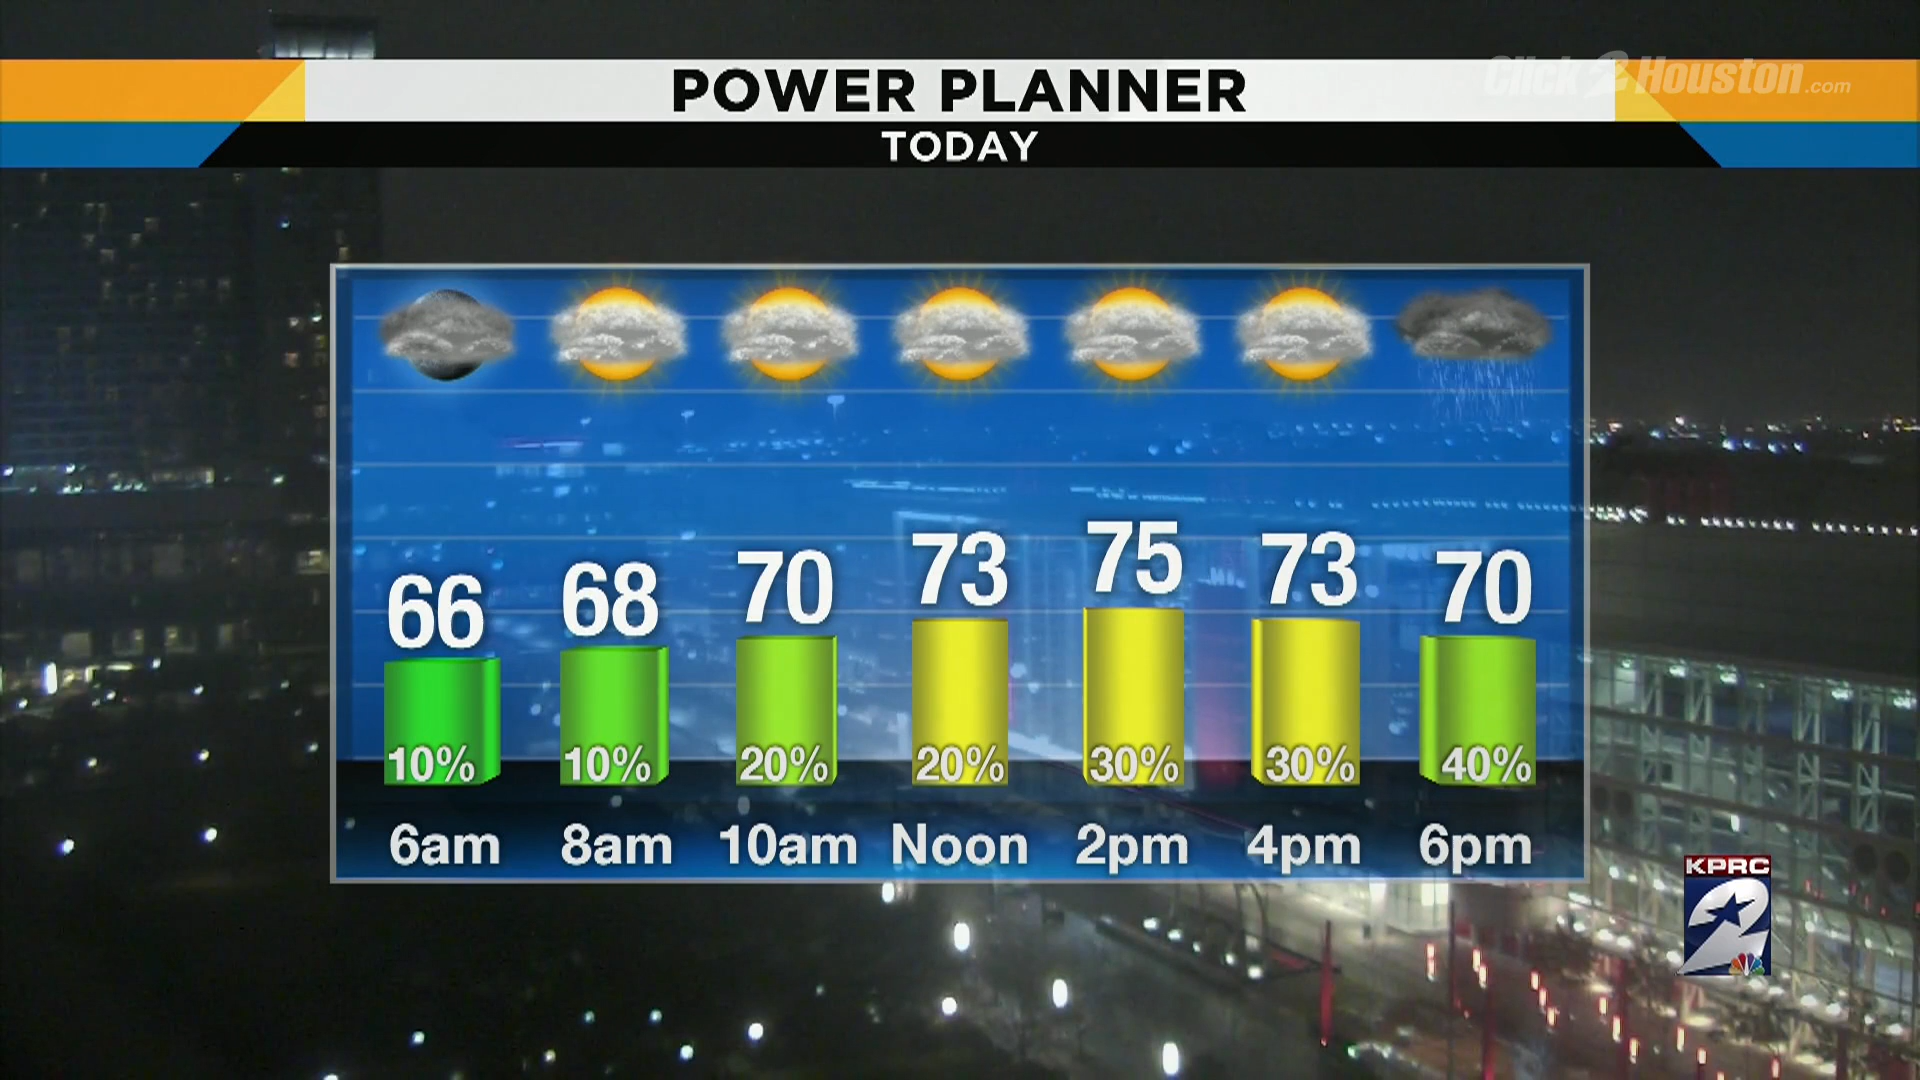 Click2Houston.com
POWER PLANNER
TODAY
66 68 70 73 75 73 70
10% 10% 20% 20% 30% 30% 40%
6am 8am 10am Noon 2pm 4pm 6pm
KPRC
2